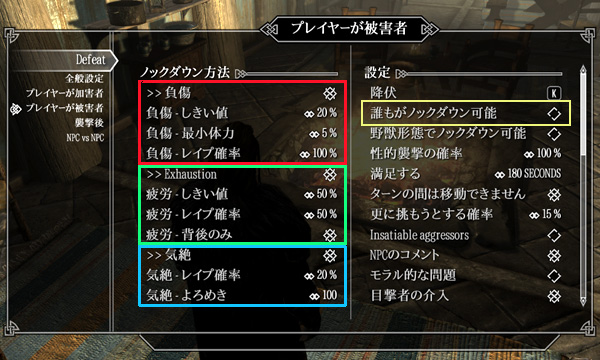 プレイヤーが被害者
Defeat
全般設定
プレイヤーが加害者
プレイヤーが被害者
襲撃後
NPC vs NPC
ノックダウン方法
>> 負傷
負傷 - しきい値 20 %
負傷 - 最小体力 5 %
負傷 - レイプ確率 100 %
>> Exhaustion
疲労 - しきい値 50 %
疲労 - レイプ確率 50 %
疲労 - 背後のみ
>> 気絶
気絶 - レイプ確率 20 %
気絶 - よろめき 100
設定
降伏 K
誰もがノックダウン可能
野獣形態でノックダウン可能
性的襲撃の確率 100 %
満足する 180 SECONDS
ターンの間は移動できません
更に挑もうとする確率 15 %
Insatiable aggressors
NPCのコメント
モラル的な問題
目撃者の介入